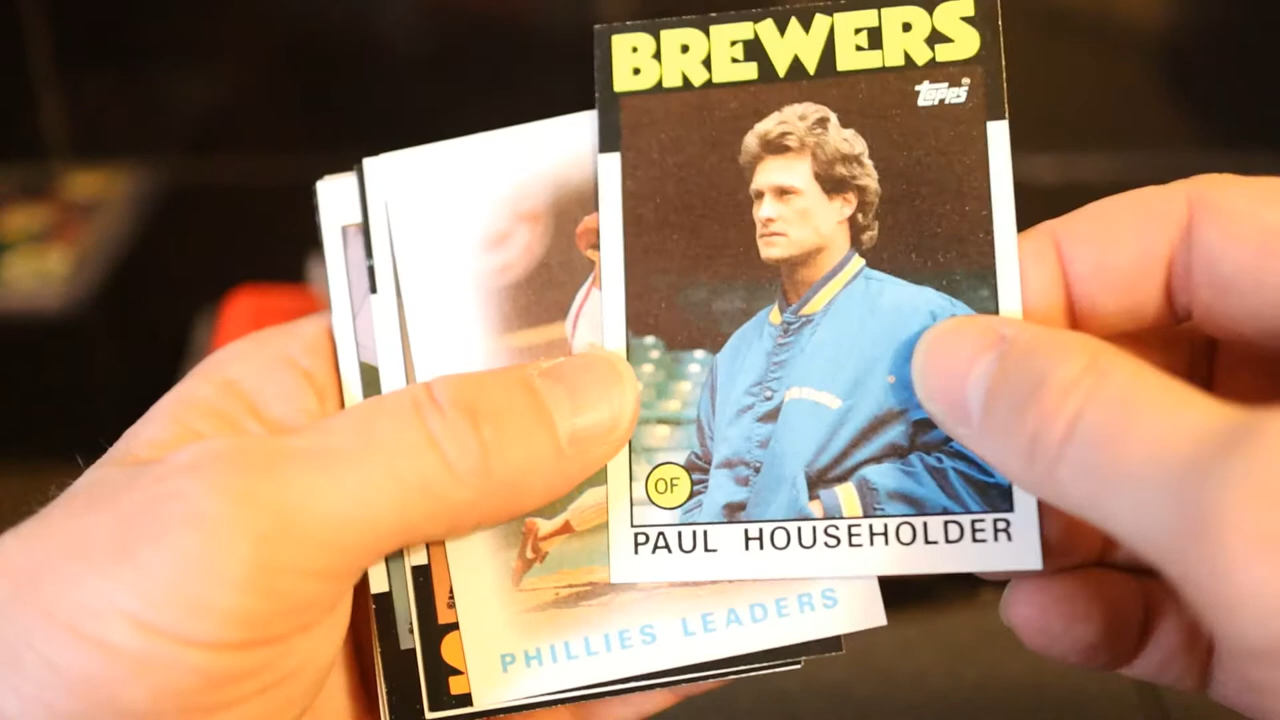 BREWERS
Topps
OF
PAUL HOUSEHOLDER
PHILLIES LEADERS